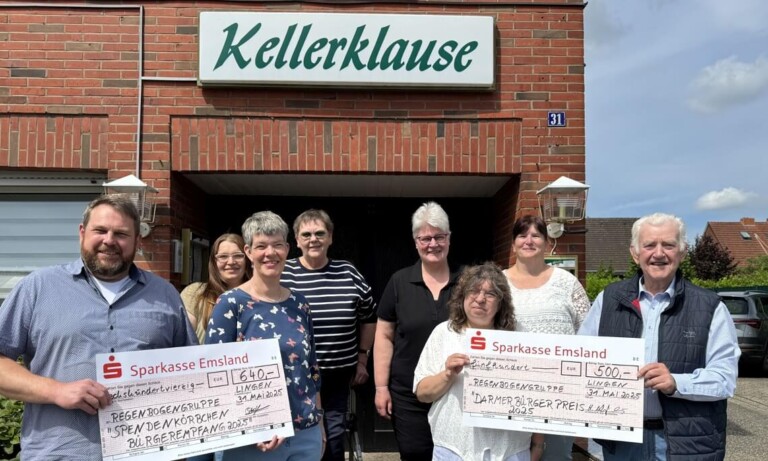 Kellerklause
31
Sparkasse Emsland
640,-
LINGEN
31. MAI 2025
REGENBOGENGRUPPE
"SPENDENKÖRBCHEN
BÜRGEREMPFANG 2025"
Sparkasse Emsland
EUR
500,-
LINGEN
31. MAI 2025
REGENBOGENGRUPPE
"DARMER BÜRGERPREIS
2025